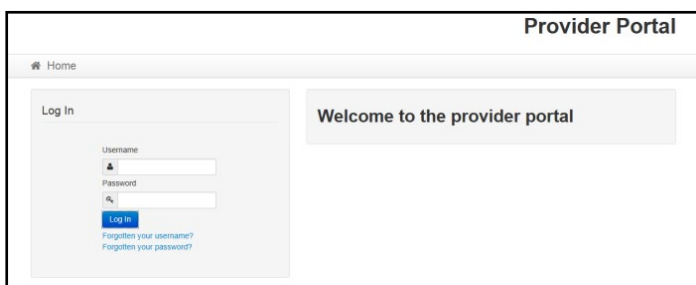 Provider Portal
Home
Log In
Username
Password
Log In
Forgotten your username?
Forgotten your password?
Welcome to the provider portal